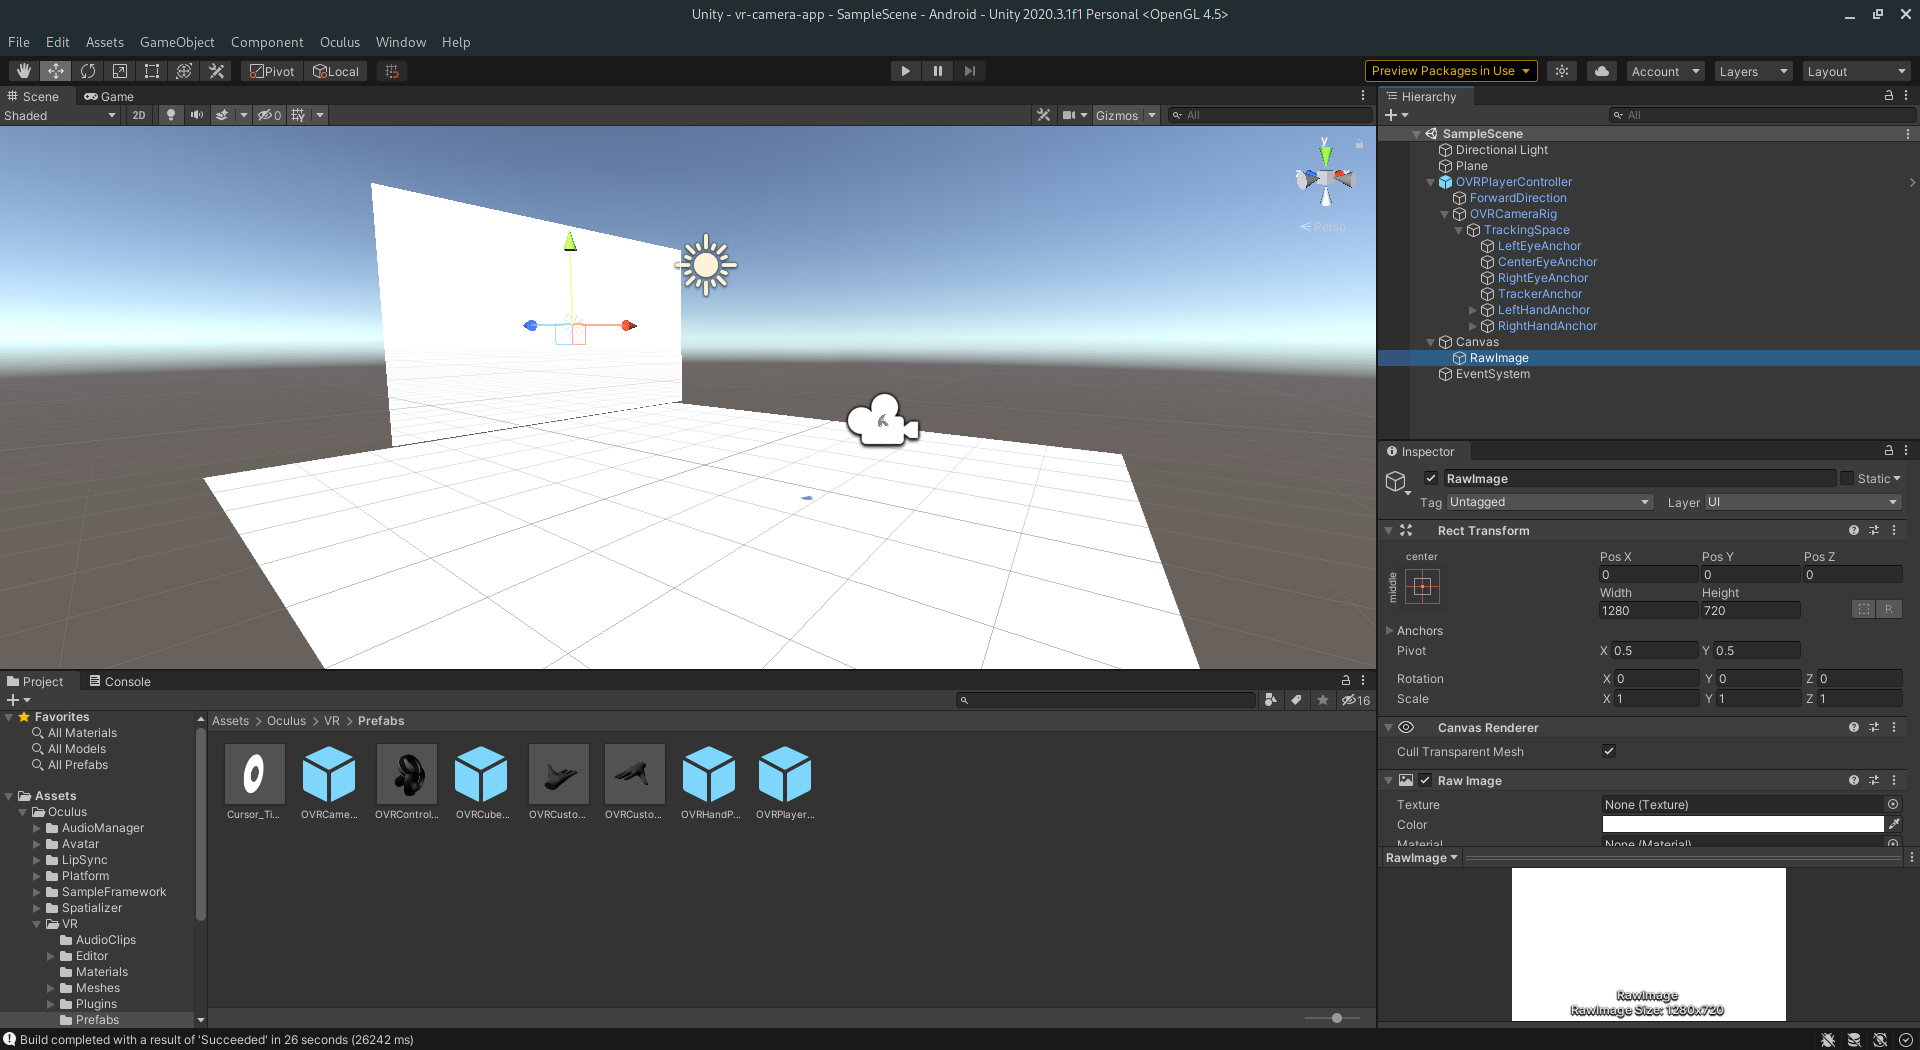 Unity - vr-camera-app - SampleScene - Android - Unity 2020.3.1f1 Personal <OpenGL 4.5>
File Edit Assets GameObject Component Oculus Window Help
Pivot Local
Preview Packages in Use Account Layers Layout
Scene Game
Shaded 2D 0 Gizmos All
y
Persp
Hierarchy
All
SampleScene
Directional Light
Plane
OVRPlayerController
ForwardDirection
OVRCameraRig
TrackingSpace
LeftEyeAnchor
CenterEyeAnchor
RightEyeAnchor
TrackerAnchor
LeftHandAnchor
RightHandAnchor
Canvas
RawImage
EventSystem
Inspector
RawImage Static
Tag Untagged Layer UI
Rect Transform
center
middle
Pos X Pos Y Pos Z
0 0 0
Width Height
1280 720
R
Anchors
Pivot X 0.5 Y 0.5
Rotation X 0 Y 0 Z 0
Scale X 1 Y 1 Z 1
Canvas Renderer
Cull Transparent Mesh
Raw Image
Texture None (Texture)
Color
Material None (Material)
RawImage
RawImage
RawImage Size: 1280x720
Project Console
16
Favorites
All Materials
All Models
All Prefabs
Assets
Oculus
AudioManager
Avatar
LipSync
Platform
SampleFramework
Spatializer
VR
AudioClips
Editor
Materials
Meshes
Plugins
Prefabs
Assets > Oculus > VR > Prefabs
Cursor_Ti... OVRCame... OVRControl... OVRCube... OVRCusto... OVRCusto... OVRHandP... OVRPlayer...
Build completed with a result of 'Succeeded' in 26 seconds (26242 ms)